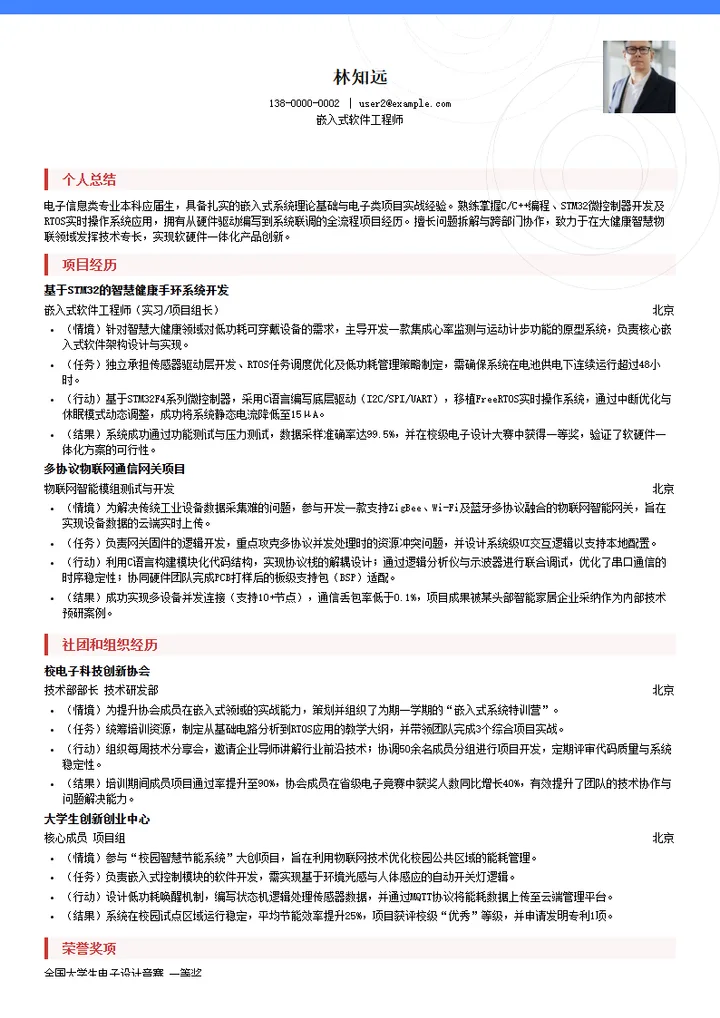 林知远
138-0000-0002 | user2@example.com
嵌入式软件工程师
个人总结
电子信息类专业本科应届生，具备扎实的嵌入式系统理论基础与电子类项目实战经验。熟练掌握C/C++编程、STM32微控制器开发及
RTOS实时操作系统应用，拥有从硬件驱动编写到系统联调的全流程项目经历。擅长问题拆解与跨部门协作，致力于在大健康智慧物
联领域发挥技术专长，实现软硬件一体化产品创新。
项目经历
基于STM32的智慧健康手环系统开发
嵌入式软件工程师（实习/项目组长） 北京
• （情境）针对智慧大健康领域对低功耗可穿戴设备的需求，主导开发一款集成心率监测与运动计步功能的原型系统，负责核心嵌
入式软件架构设计与实现。
• （任务）独立承担传感器驱动层开发、RTOS任务调度优化及低功耗管理策略制定，需确保系统在电池供电下连续运行超过48小
时。
• （行动）基于STM32F4系列微控制器，采用C语言编写底层驱动（I2C/SPI/UART），移植FreeRTOS实时操作系统，通过中断优化与
休眠模式动态调整，成功将系统静态电流降低至15μA。
• （结果）系统成功通过功能测试与压力测试，数据采样准确率达99.5%，并在校级电子设计大赛中获得一等奖，验证了软硬件一
体化方案的可行性。
多协议物联网通信网关项目
物联网智能模组测试与开发 北京
• （情境）为解决传统工业设备数据采集难的问题，参与开发一款支持ZigBee、Wi-Fi及蓝牙多协议融合的物联网智能网关，旨在
实现设备数据的云端实时上传。
• （任务）负责网关固件的逻辑开发，重点攻克多协议并发处理时的资源冲突问题，并设计系统级UI交互逻辑以支持本地配置。
• （行动）利用C语言构建模块化代码结构，实现协议栈的解耦设计；通过逻辑分析仪与示波器进行联合调试，优化了串口通信的
时序稳定性；协同硬件团队完成PCB打样后的板级支持包（BSP）适配。
• （结果）成功实现多设备并发连接（支持10+节点），通信丢包率低于0.1%，项目成果被某头部智能家居企业采纳作为内部技术
预研案例。
社团和组织经历
校电子科技创新协会
技术部部长 技术研发部 北京
• （情境）为提升协会成员在嵌入式领域的实战能力，策划并组织了为期一学期的“嵌入式系统特训营”。
• （任务）统筹培训资源，制定从基础电路分析到RTOS应用的教学大纲，并带领团队完成3个综合项目实战。
• （行动）组织每周技术分享会，邀请企业导师讲解行业前沿技术；协调50余名成员分组进行项目开发，定期评审代码质量与系统
稳定性。
• （结果）培训期间成员项目通过率提升至90%，协会成员在省级电子竞赛中获奖人数同比增长40%，有效提升了团队的技术协作与
问题解决能力。
大学生创新创业中心
核心成员 项目组 北京
• （情境）参与“校园智慧节能系统”大创项目，旨在利用物联网技术优化校园公共区域的能耗管理。
• （任务）负责嵌入式控制模块的软件开发，需实现基于环境光感与人体感应的自动开关灯逻辑。
• （行动）设计低功耗唤醒机制，编写状态机逻辑处理传感器数据，并通过MQTT协议将能耗数据上传至云端管理平台。
• （结果）系统在校园试点区域运行稳定，平均节能效率提升25%，项目获评校级“优秀”等级，并申请发明专利1项。
荣誉奖项
全国大学生电子设计竞赛 一等奖